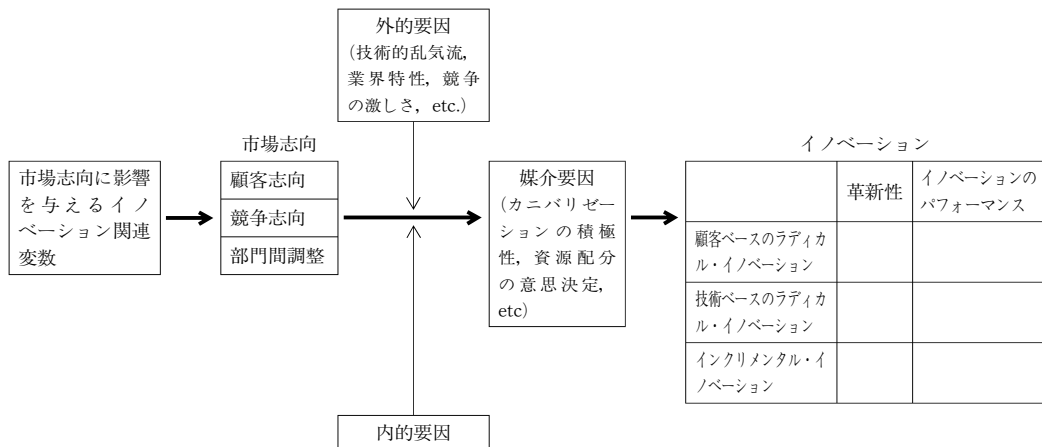 外的要因
(技術的乱気流,
業界特性, 競争
の激しさ, etc.)
市場志向
イノベーション
市場志向に影響
を与えるイノ
ベーション関連
変数
顧客志向
競争志向
部門間調整
媒介要因
(カニバリゼー
ションの積極
性, 資源配分
の意思決定,
etc)
革新性
イノベーションの
パフォーマンス
顧客ベースのラディカ
ル・イノベーション
技術ベースのラディカ
ル・イノベーション
インクリメンタル・イ
ノベーション
内的要因